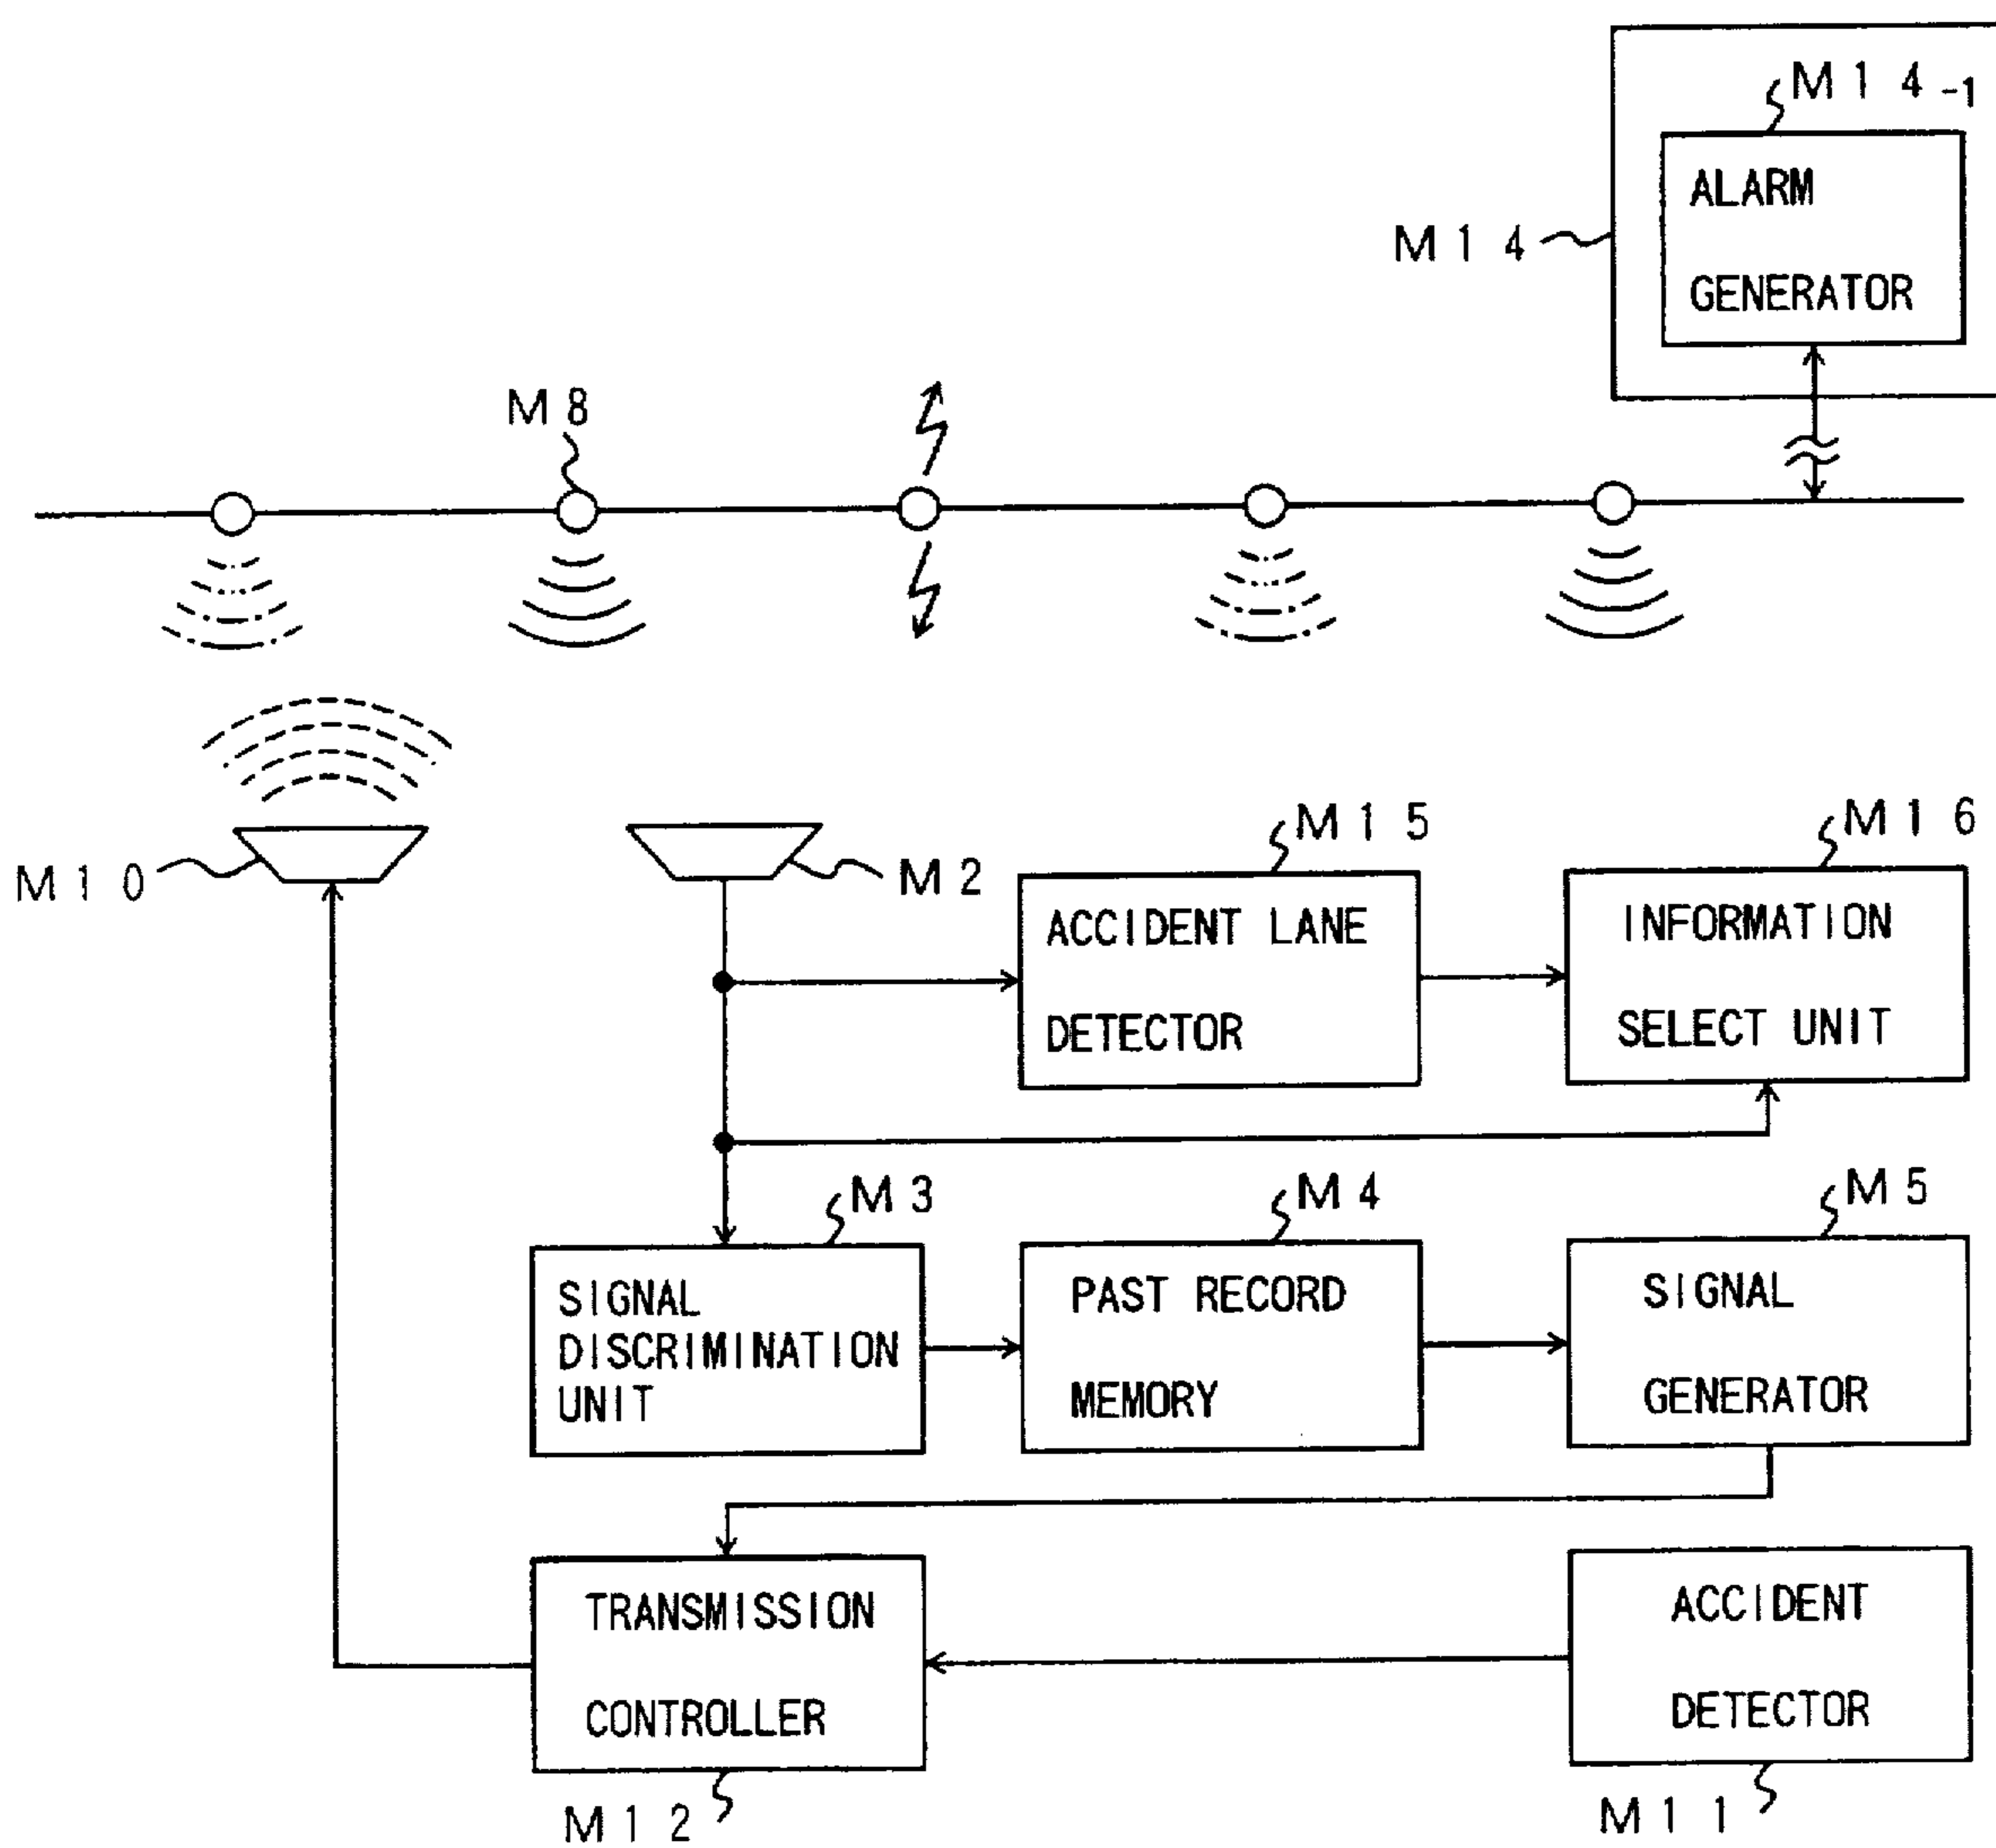 M14-1
ALARM
GENERATOR
M14
M8
M10
M2
M15
M16
ACCIDENT LANE
DETECTOR
INFORMATION
SELECT UNIT
M3
M4
M5
SIGNAL
DISCRIMINATION
UNIT
PAST RECORD
MEMORY
SIGNAL
GENERATOR
TRANSMISSION
CONTROLLER
ACCIDENT
DETECTOR
M12
M11